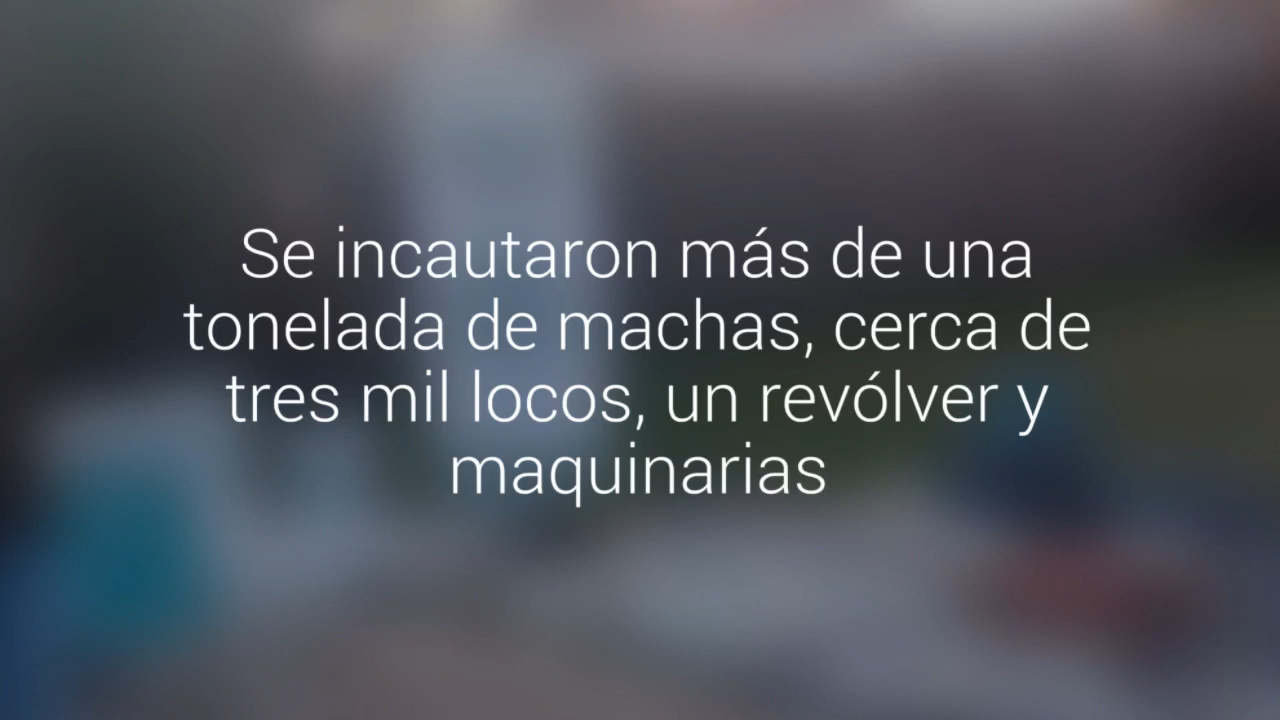 Se incautaron más de una
tonelada de machas, cerca de
tres mil locos, un revólver y
maquinarias